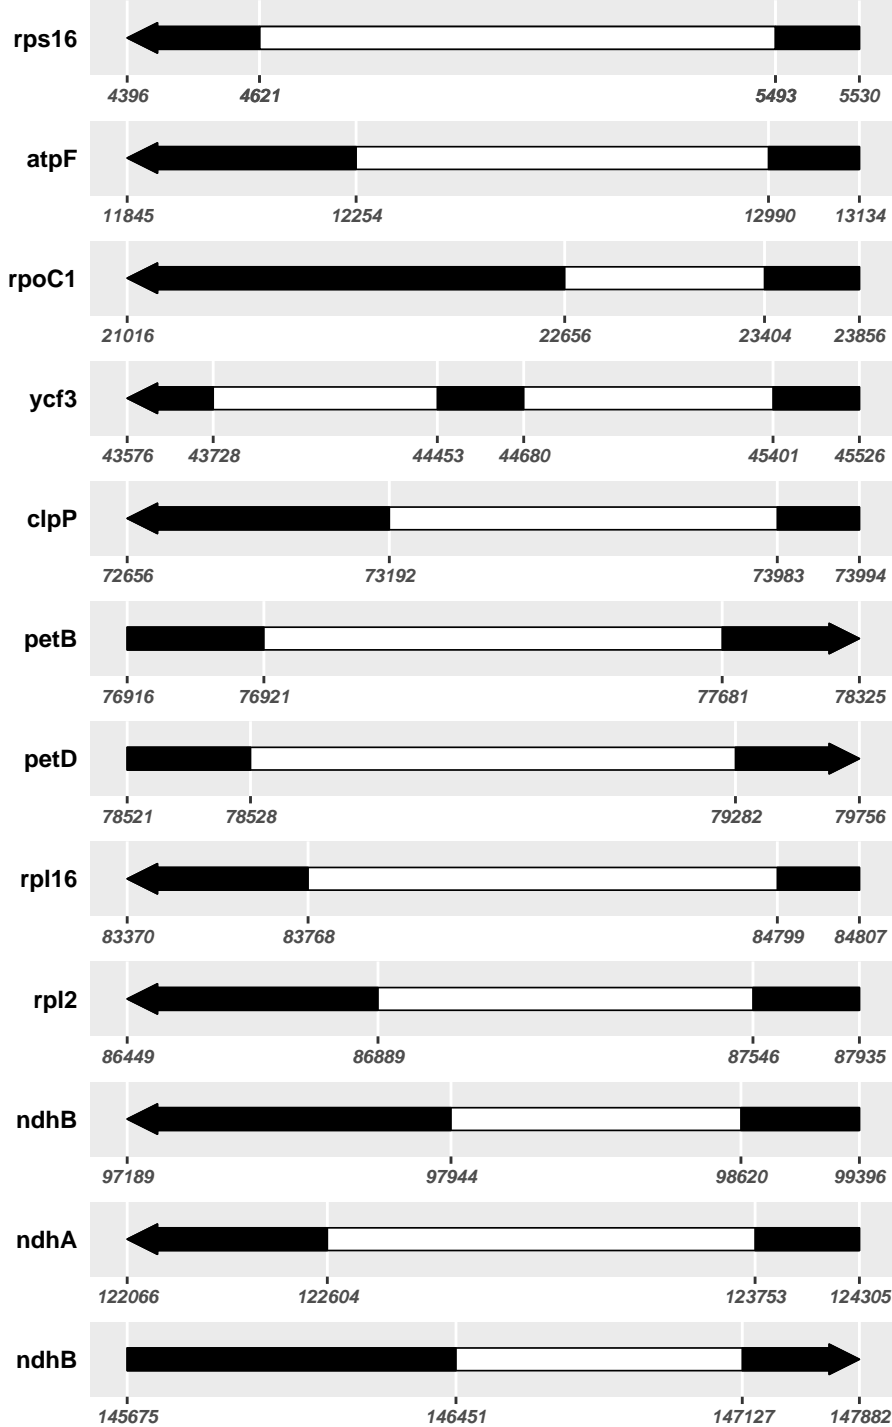 rps16
4396 4621 5493 5530
atpF
11845 12254 12990 13134
rpoC1
21016 22656 23404 23856
ycf3
43576 43728 44453 44680 45401 45526
clpP
72656 73192 73983 73994
petB
76916 76921 77681 78325
petD
78521 78528 79282 79756
rpl16
83370 83768 84799 84807
rpl2
86449 86889 87546 87935
ndhB
97189 97944 98620 99396
ndhA
122066 122604 123753 124305
ndhB
145675 146451 147127 147882